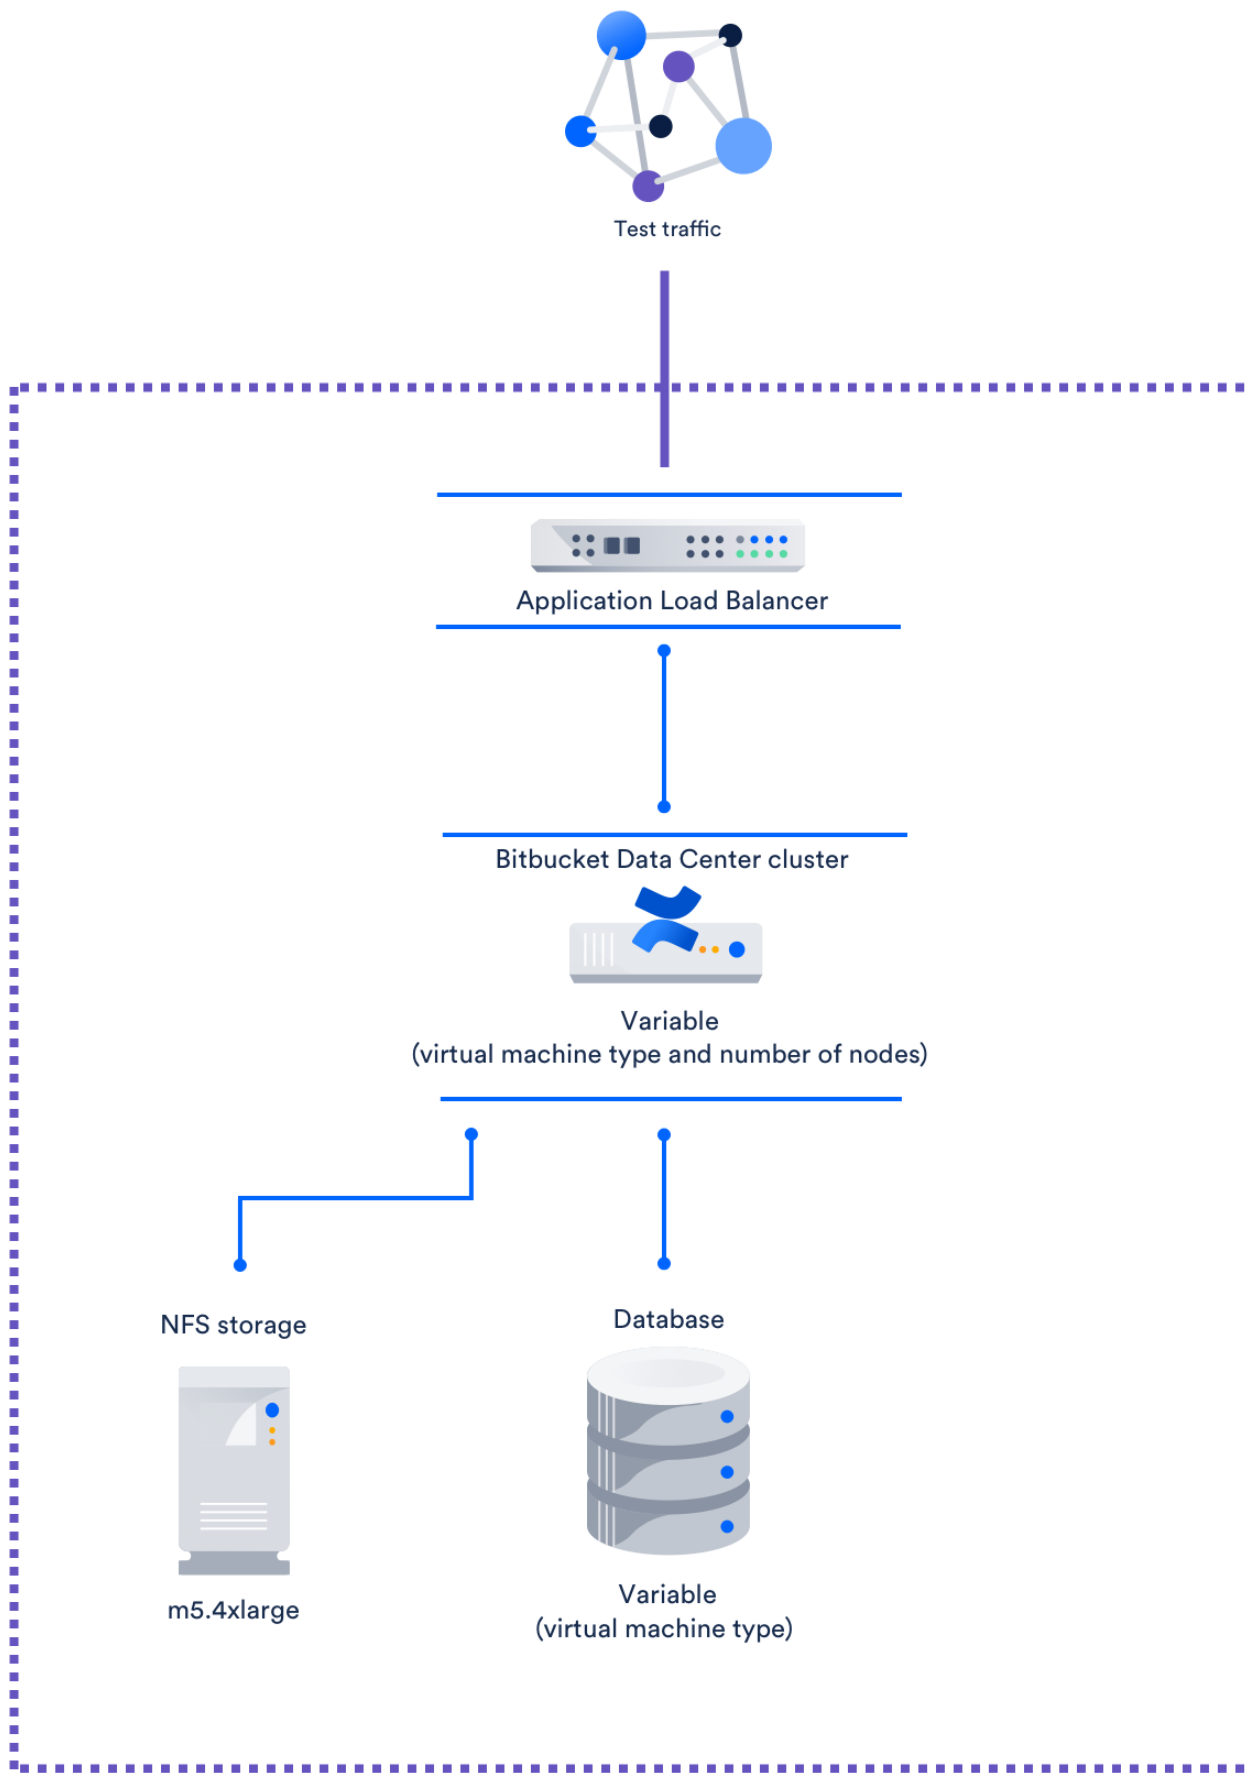 Test traffic
Application Load Balancer
Bitbucket Data Center cluster
Variable
(virtual machine type and number of nodes)
NFS storage
m5.4xlarge
Database
Variable
(virtual machine type)